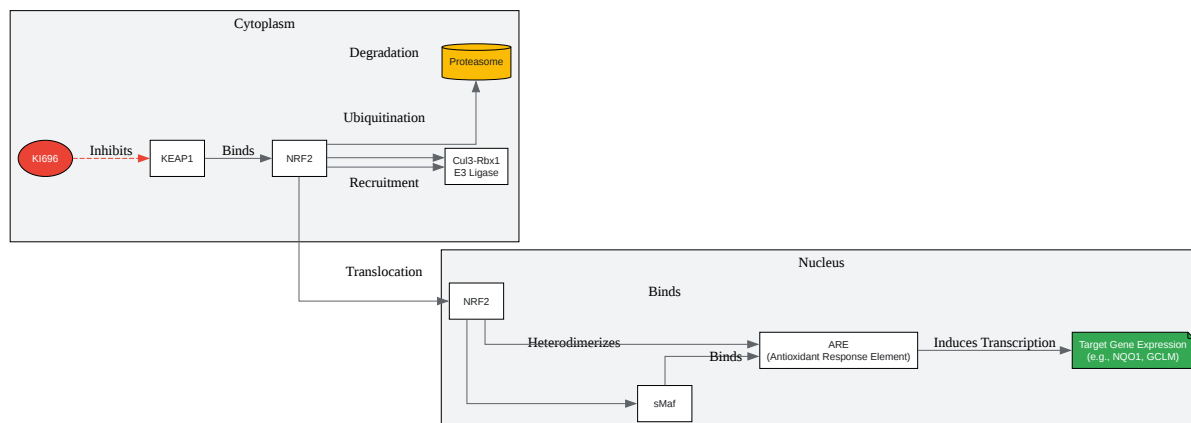 Cytoplasm
Degradation
Proteasome
Ubiquitination
KI696
Inhibits
KEAP1
Binds
NRF2
Cul3-Rbx1
E3 Ligase
Recruitment
Nucleus
Translocation
NRF2
Binds
Heterodimerizes
Binds
ARE
(Antioxidant Response Element)
Induces Transcription
Target Gene Expression
(e.g., NQO1, GCLM)
sMaf